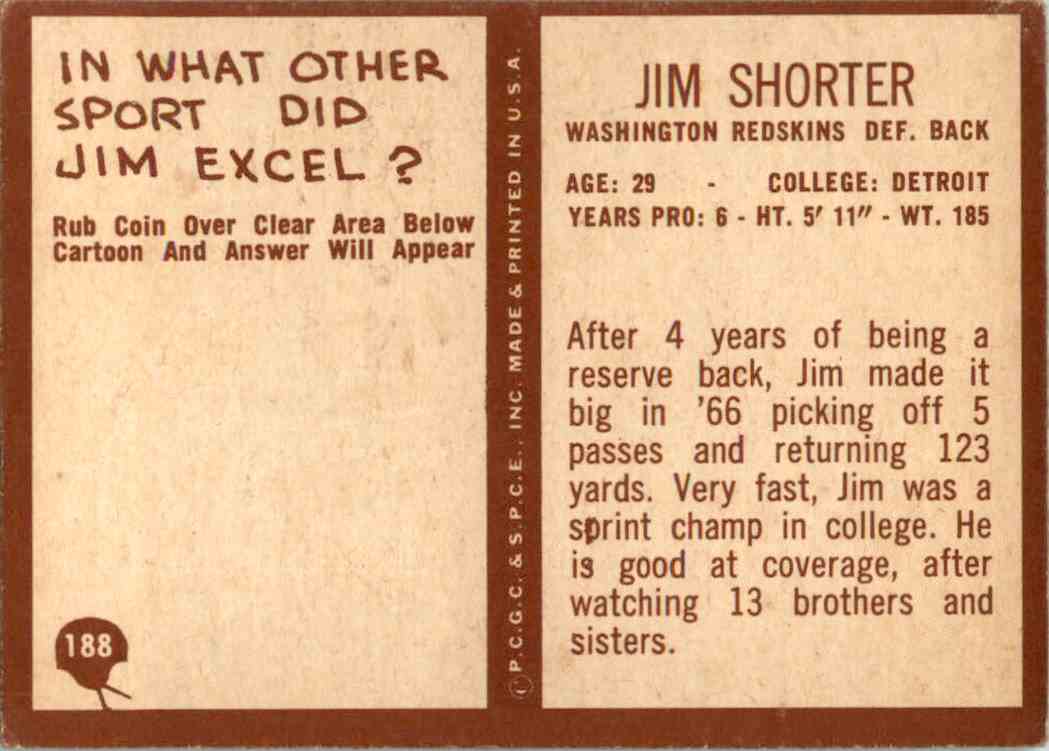 IN WHAT OTHER
SPORT DID
JIM EXCEL ?
Rub Coin Over Clear Area Below
Cartoon And Answer Will Appear
188
© P.C.G.C. & S.P.C.E., INC. MADE & PRINTED IN U.S.A.
JIM SHORTER
WASHINGTON REDSKINS DEF. BACK
AGE: 29 - COLLEGE: DETROIT
YEARS PRO: 6 - HT. 5' 11" - WT. 185
After 4 years of being a
reserve back, Jim made it
big in '66 picking off 5
passes and returning 123
yards. Very fast, Jim was a
sprint champ in college. He
is good at coverage, after
watching 13 brothers and
sisters.